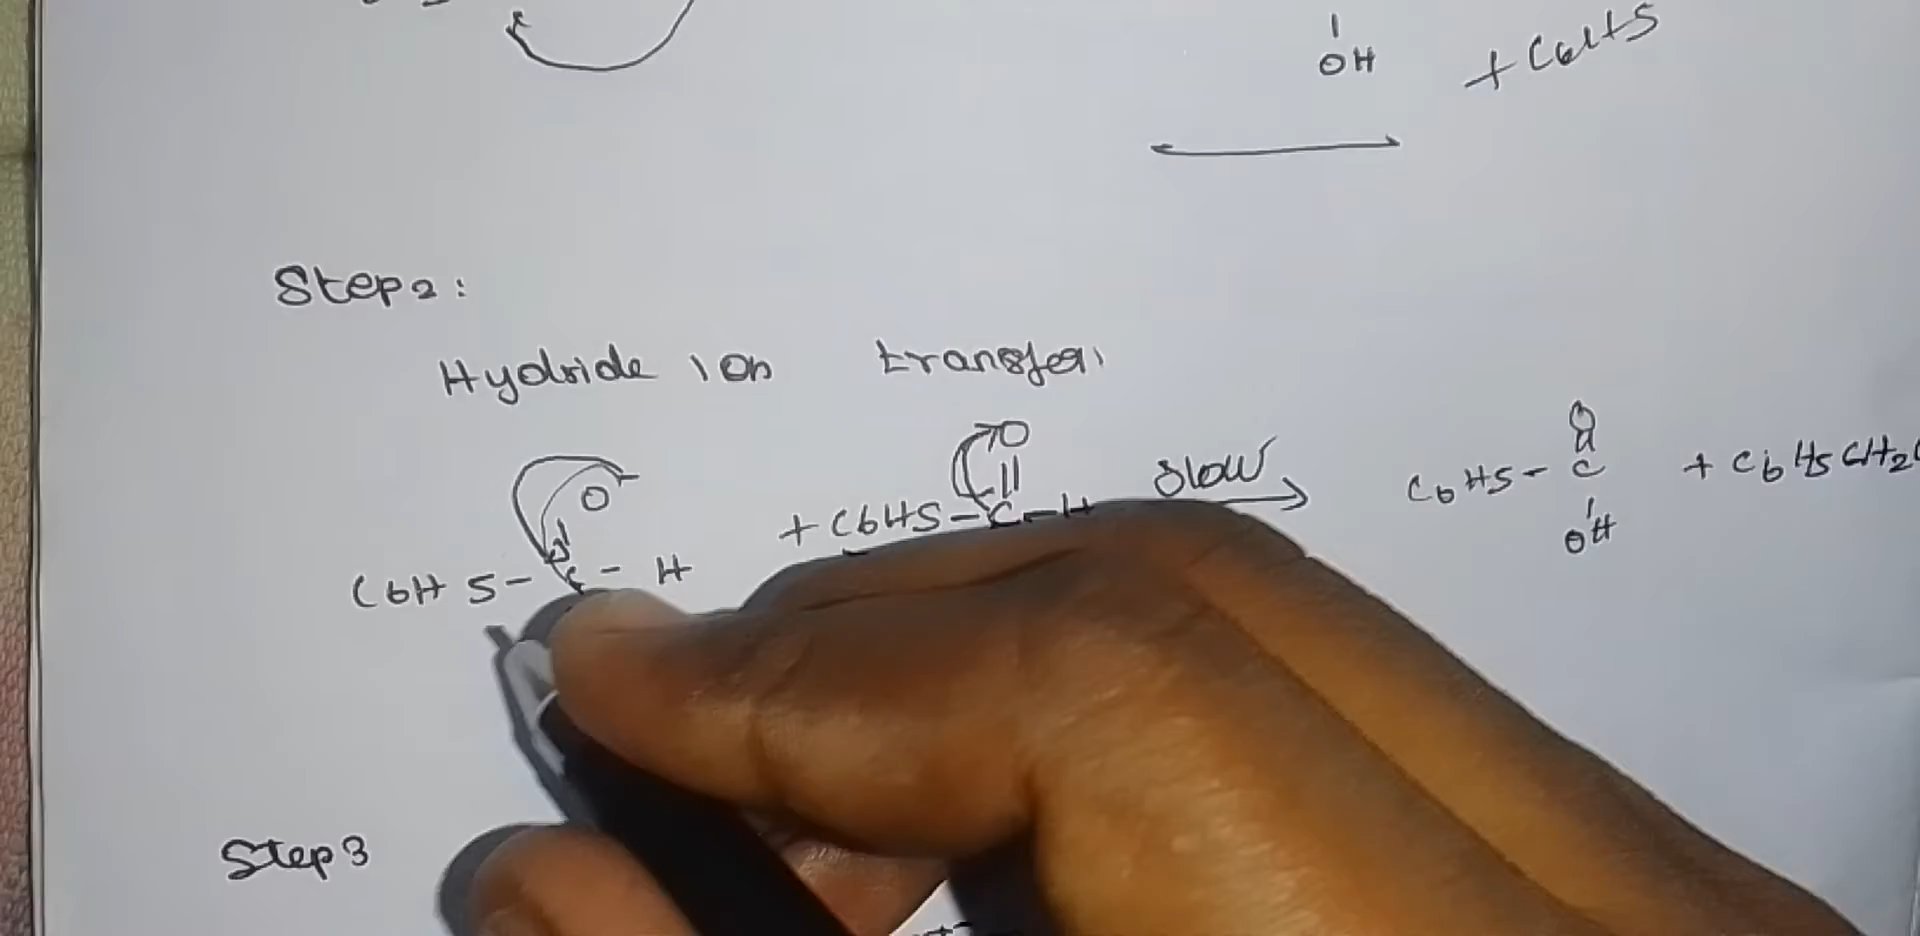 OH + C6H5
Step 2:
Hydride ion transfer.
O O O
C6H5 - C - H + C6H5 - C - H slow C6H5 - C + C6H5CH2
OH
Step 3